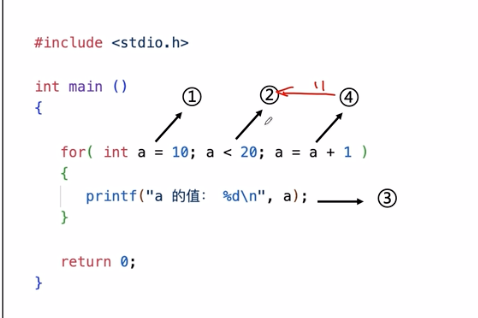 #include <stdio.h>
int main ()
① ② ④
{
for( int a = 10; a < 20; a = a + 1 )
{
printf("a 的值： %d\n", a); ③
}
return 0;
}